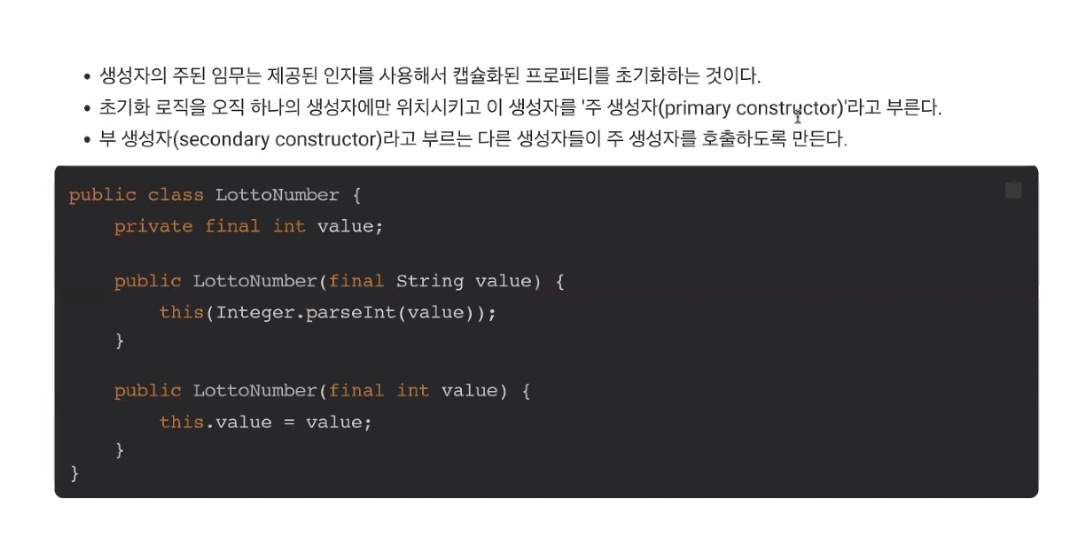 • 생성자의 주된 임무는 제공된 인자를 사용해서 캡슐화된 프로퍼티를 초기화하는 것이다.
• 초기화 로직을 오직 하나의 생성자에만 위치시키고 이 생성자를 '주 생성자(primary constructor)'라고 부른다.
• 부 생성자(secondary constructor)라고 부르는 다른 생성자들이 주 생성자를 호출하도록 만든다.
public class LottoNumber {
    private final int value;

    public LottoNumber(final String value) {
        this(Integer.parseInt(value));
    }

    public LottoNumber(final int value) {
        this.value = value;
    }
}